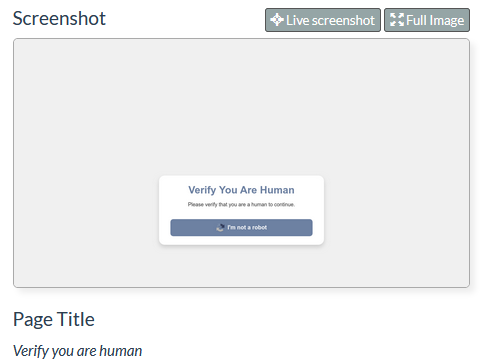 Screenshot
Live screenshot
Full Image
Verify You Are Human
Please verify that you are a human to continue.
I'm not a robot
Page Title
Verify you are human